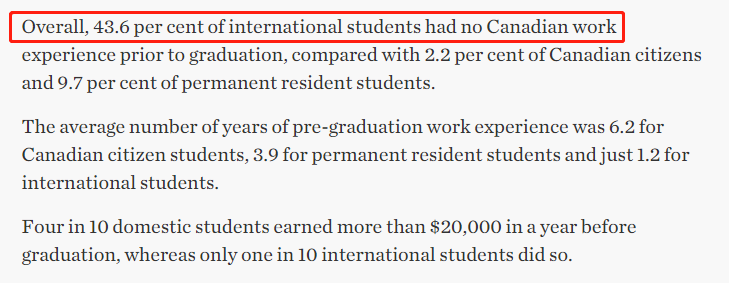 Overall, 43.6 per cent of international students had no Canadian work
experience prior to graduation, compared with 2.2 per cent of Canadian citizens
and 9.7 per cent of permanent resident students.
The average number of years of pre-graduation work experience was 6.2 for
Canadian citizen students, 3.9 for permanent resident students and just 1.2 for
international students.
Four in 10 domestic students earned more than $20,000 in a year before
graduation, whereas only one in 10 international students did so.